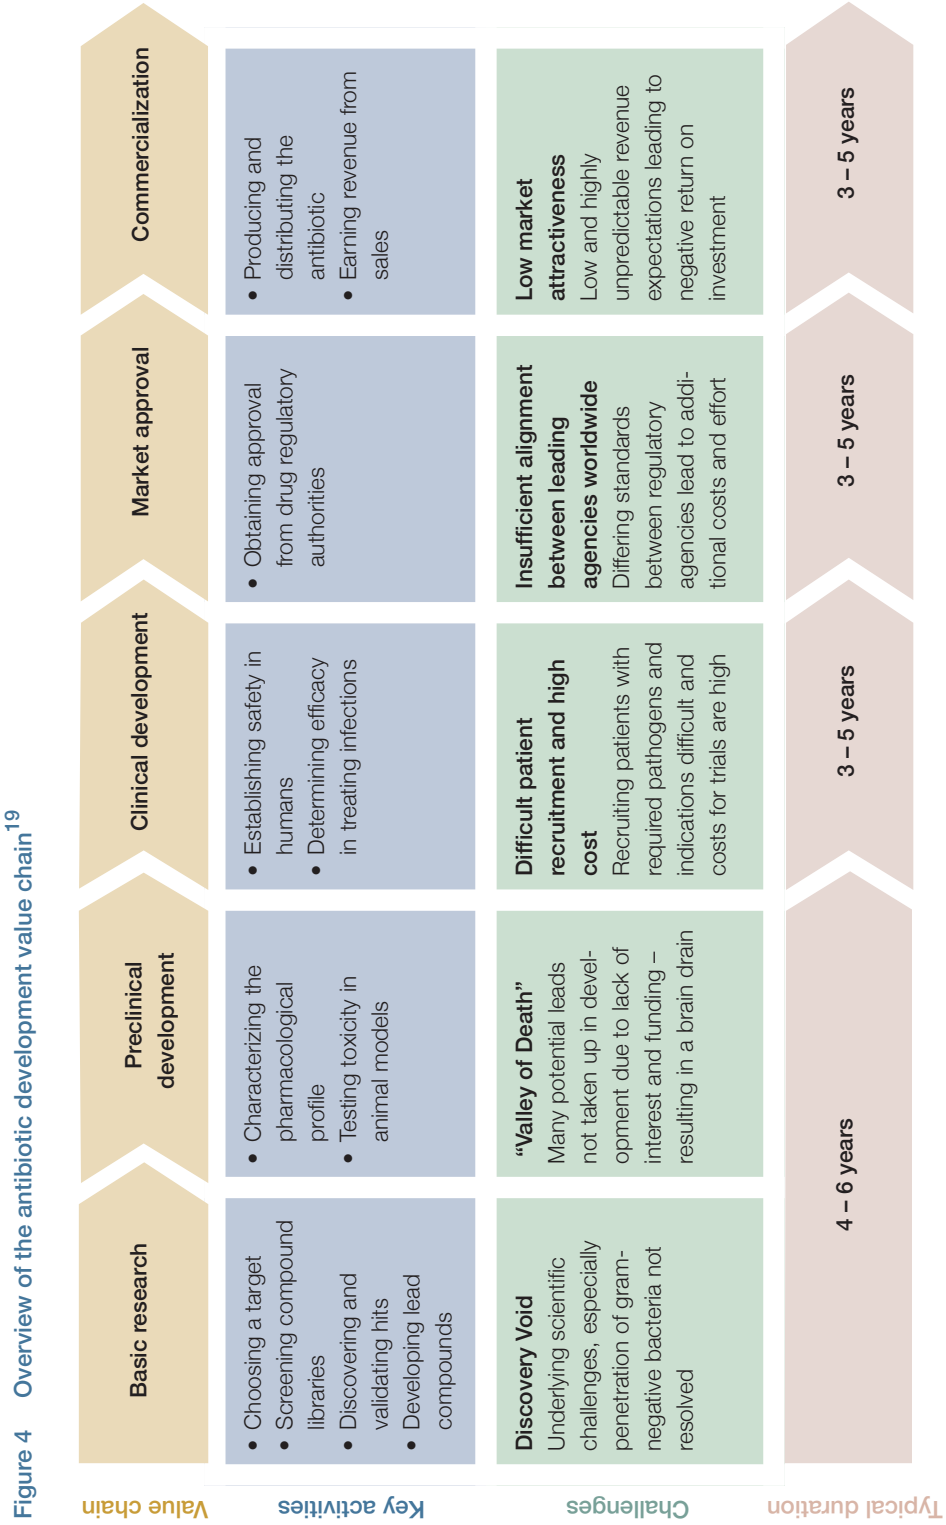 Figure 4 Overview of the antibiotic development value chain19
Value chain
Basic research
Preclinical
development
Clinical development
Market approval
Commercialization
Key activities
• Choosing a target
• Screening compound
libraries
• Discovering and
validating hits
• Developing lead
compounds
• Characterizing the
pharmacological
profile
• Testing toxicity in
animal models
• Establishing safety in
humans
• Determining efficacy
in treating infections
• Obtaining approval
from drug regulatory
authorities
• Producing and
distributing the
antibiotic
• Earning revenue from
sales
Challenges
Discovery Void
Underlying scientific
challenges, especially
penetration of gram-
negative bacteria not
resolved
“Valley of Death”
Many potential leads
not taken up in devel-
opment due to lack of
interest and funding –
resulting in a brain drain
Difficult patient
recruitment and high
cost
Recruiting patients with
required pathogens and
indications difficult and
costs for trials are high
Insufficient alignment
between leading
agencies worldwide
Differing standards
between regulatory
agencies lead to addi-
tional costs and effort
Low market
attractiveness
Low and highly
unpredictable revenue
expectations leading to
negative return on
investment
Typical duration
4 – 6 years
3 – 5 years
3 – 5 years
3 – 5 years